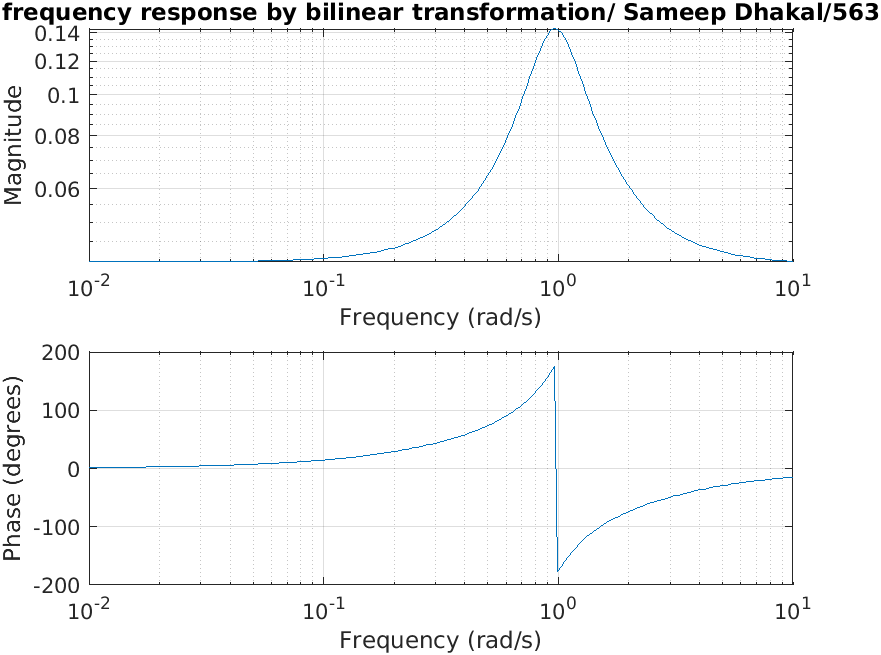 frequency response by bilinear transformation/ Sameep Dhakal/563
0.14
0.12
0.1
0.08
0.06
Magnitude
10-2 10-1 100 101
Frequency (rad/s)
200
100
0
-100
-200
Phase (degrees)
10-2 10-1 100 101
Frequency (rad/s)